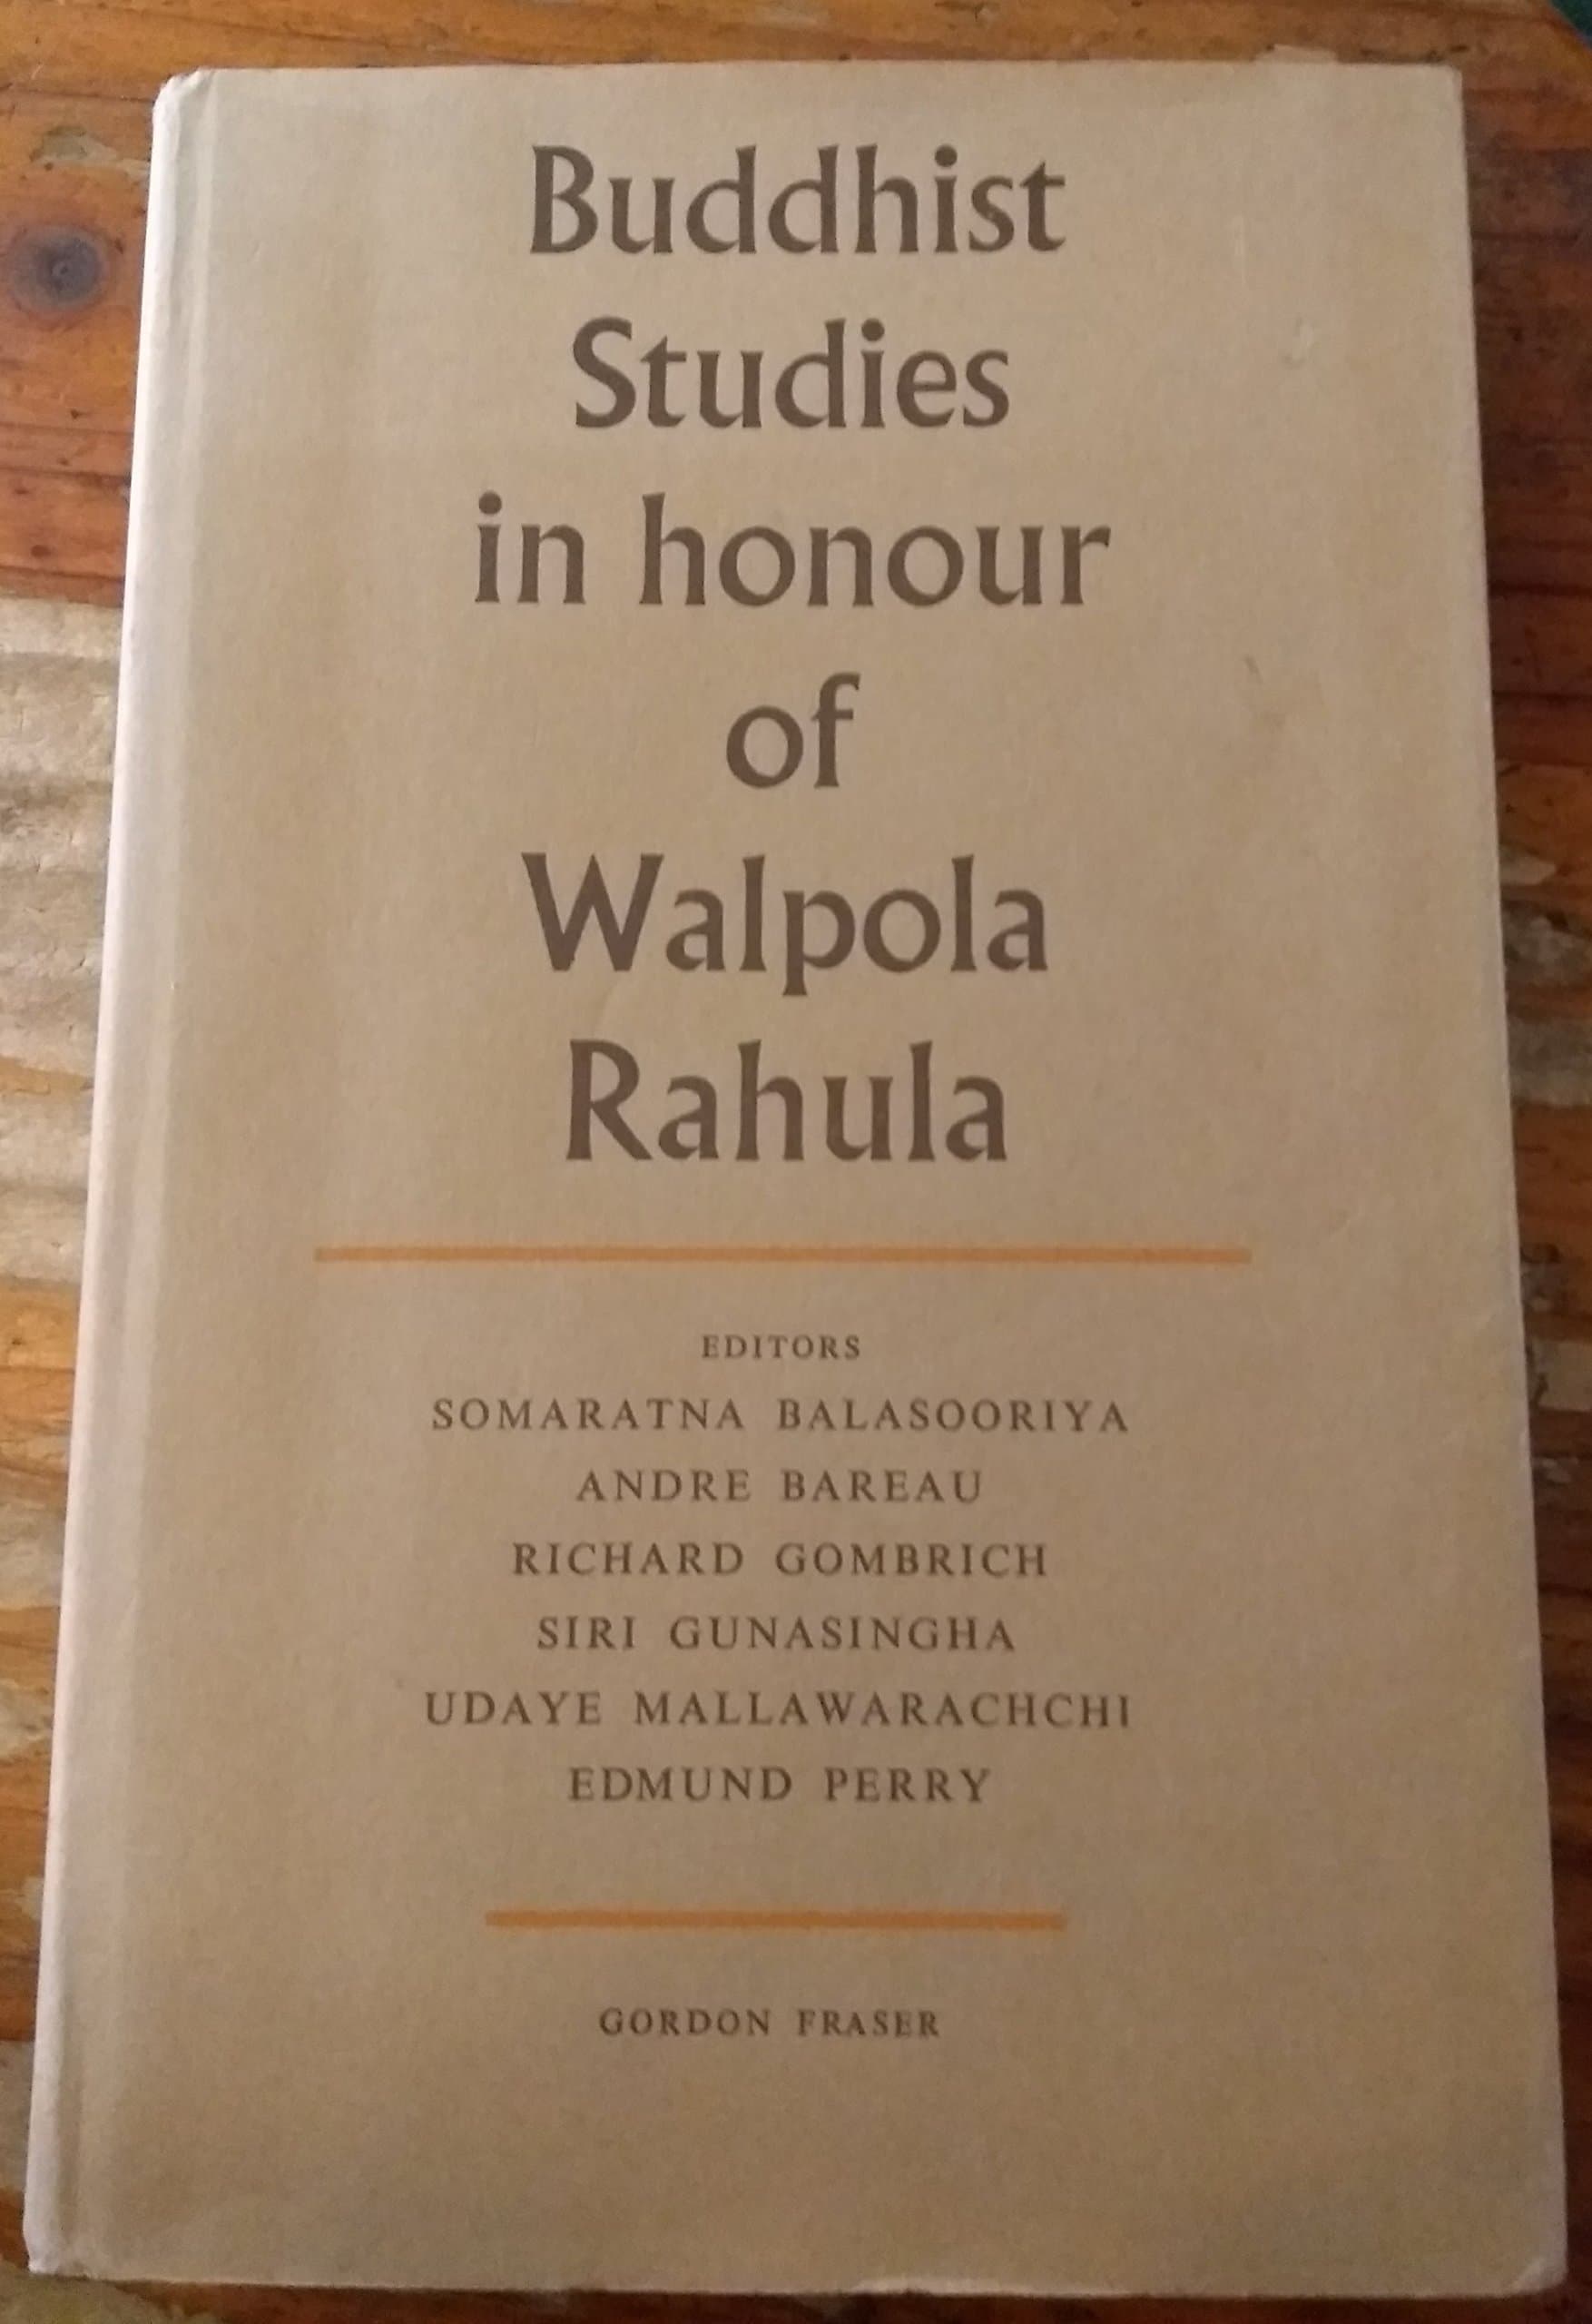 Buddhist
Studies
in honour
of
Walpola
Rahula
EDITORS
SOMARATNA BALASOORIYA
ANDRE BAREAU
RICHARD GOMBRICH
SIRI GUNASINGHA
UDAYE MALLAWARACHCHI
EDMUND PERRY
GORDON FRASER